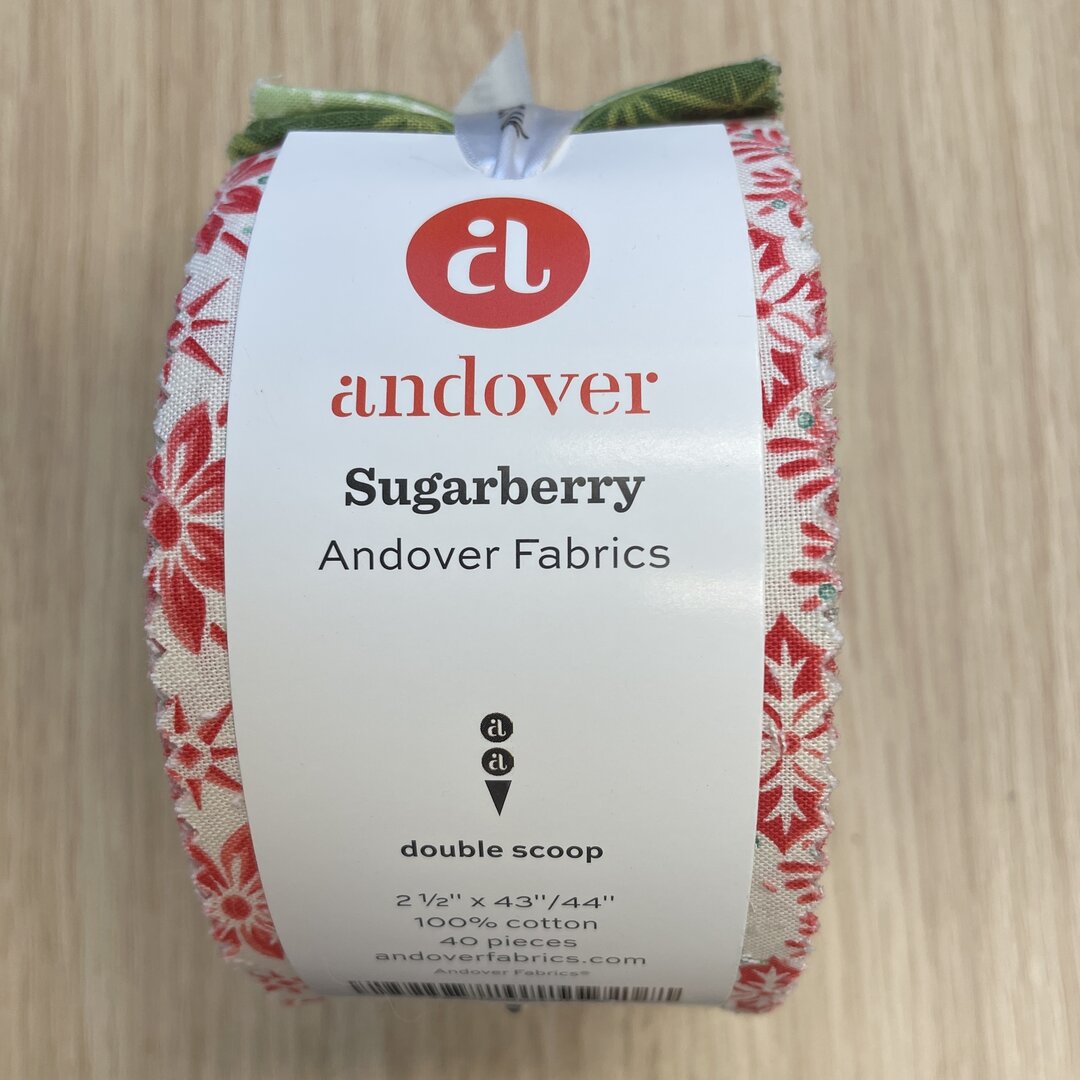 a
andover
Sugarberry
Andover Fabrics
a
a
double scoop
2 ½" x 43"/44"
100% cotton
40 pieces
andoverfabrics.com
Andover Fabrics®